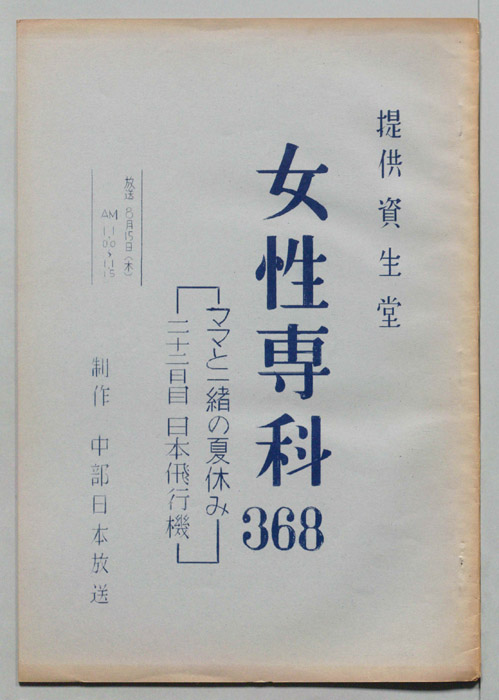 提供資生堂
女性専科
368
ママと一緒の夏休み
二十二日目 日本飛行機
放送 8月15日(木)
AM 11.00〜11.15
制作 中部日本放送